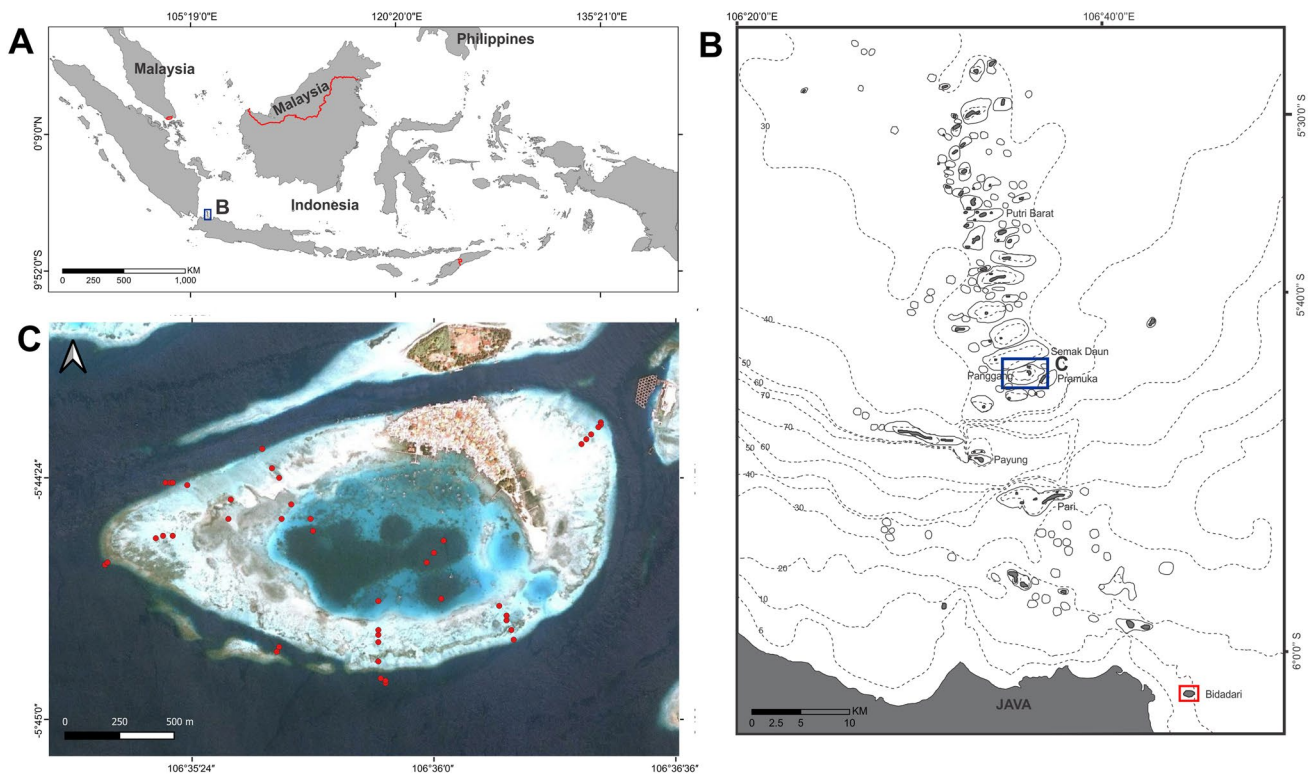 105°19'0"E
120°20'0"E
135°21'0"E
A
Philippines
Malaysia
Malaysia
0°9'0"N
B
Indonesia
9°52'0"S
KM
0 250 500 1,000
C
-5°44'24"
-5°45'0"
0 250 500 m
106°35'24"
106°36'0"
106°36'36"
106°20'0"E
106°40'0"E
B
30
5°30'0" S
Putri Barat
40
5°40'0" S
Semak Daun
C
50
60
70
Panggang
Pramuka
70
60
50
40
Payung
30
Pari
20
10
6°0'0" S
JAVA
Bidadari
KM
0 2.5 5 10